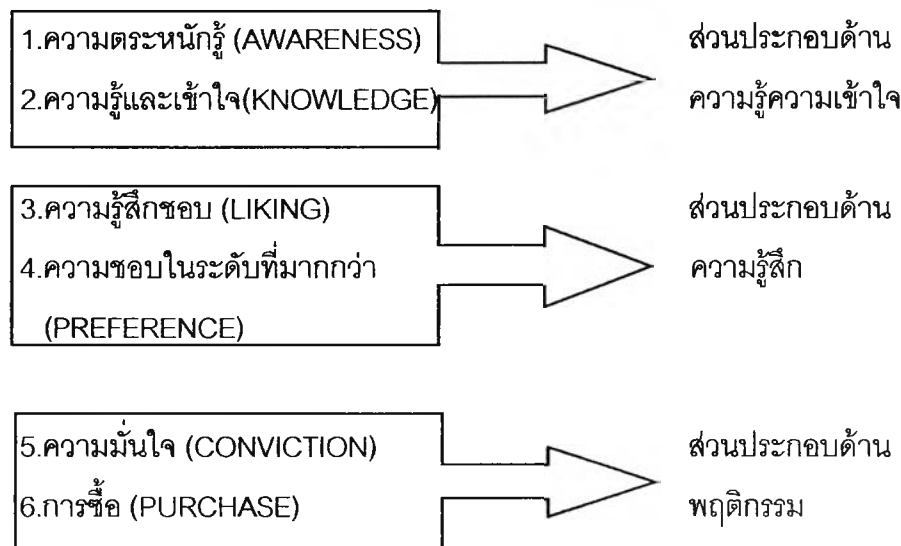 1.ความตระหนักรู้ (AWARENESS)
2.ความรู้และเข้าใจ(KNOWLEDGE)
ส่วนประกอบด้าน
ความรู้ความเข้าใจ
3.ความรู้สึกชอบ (LIKING)
4.ความชอบในระดับที่มากกว่า
(PREFERENCE)
ส่วนประกอบด้าน
ความรู้สึก
5.ความมั่นใจ (CONVICTION)
6.การซื้อ (PURCHASE)
ส่วนประกอบด้าน
พฤติกรรม